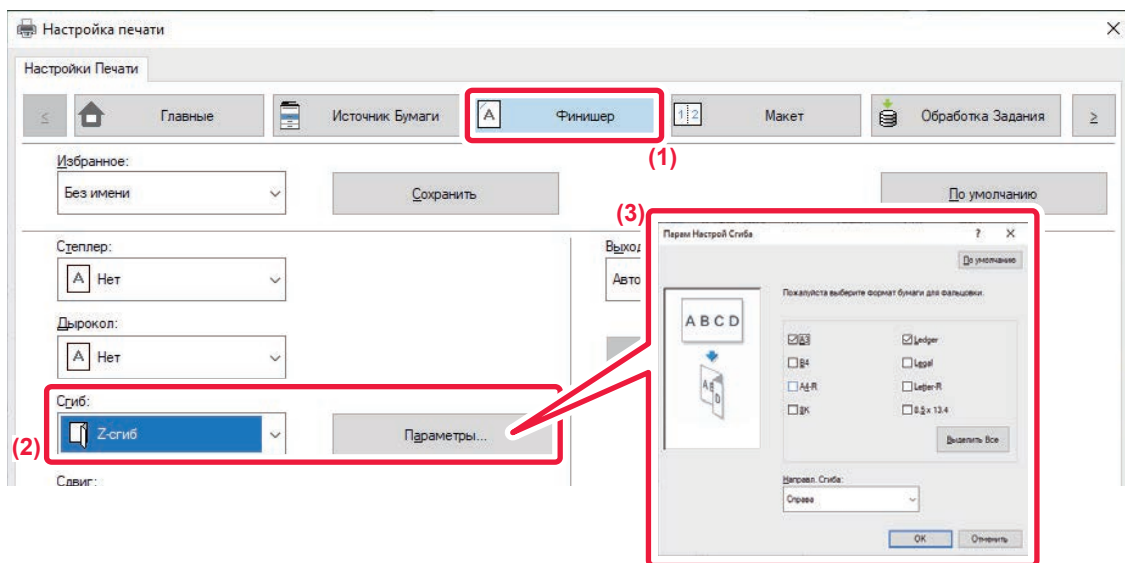 Настройка печати
Настройки Печати
≤ Главные Источник Бумаги A Финишер 1 2 Макет Обработка Задания ≥
(1)
Избранное:
Без имени Сохранить По умолчанию
(3)
Степлер:
A Нет
Выхо
Авто
Дырокол:
A Нет
Сгиб:
(2) Z-сгиб Параметры...
Сдвиг:
Парам Настрой Сгиба ?
По умолчанию
Пожалуйста выберите формат бумаги для фальцовки.
A B C D
A3 Ledger
B4 Legal
A4-R Letter-R
8K 8.5 x 13.4
Выделить Все
Направл. Сгиба:
Справа
OK Отменить